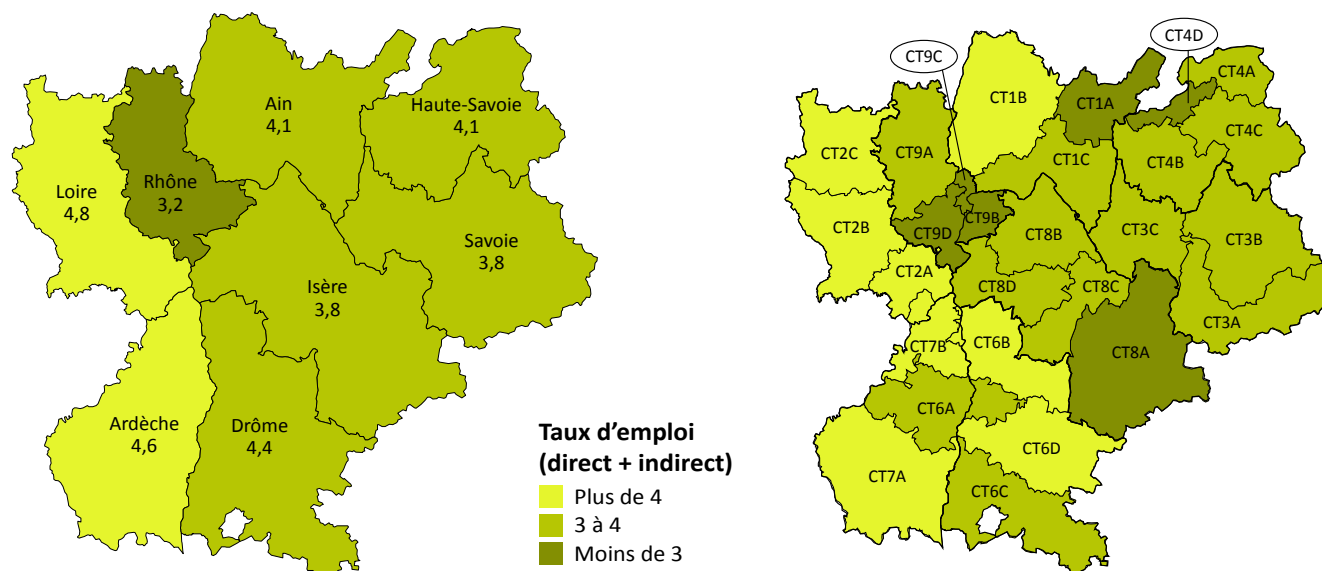 Ain
4,1
Haute-Savoie
4,1
Loire
4,8
Rhône
3,2
Savoie
3,8
Isère
3,8
Ardèche
4,6
Drôme
4,4
Taux d’emploi
(direct + indirect)
Plus de 4
3 à 4
Moins de 3
CT4D
CT9C
CT4A
CT1B
CT1A
CT4C
CT2C
CT9A
CT1C
CT4B
CT2B
CT9B
CT9D
CT8B
CT3C
CT3B
CT2A
CT8D
CT8C
CT3A
CT7B
CT6B
CT8A
CT6A
CT6D
CT7A
CT6C